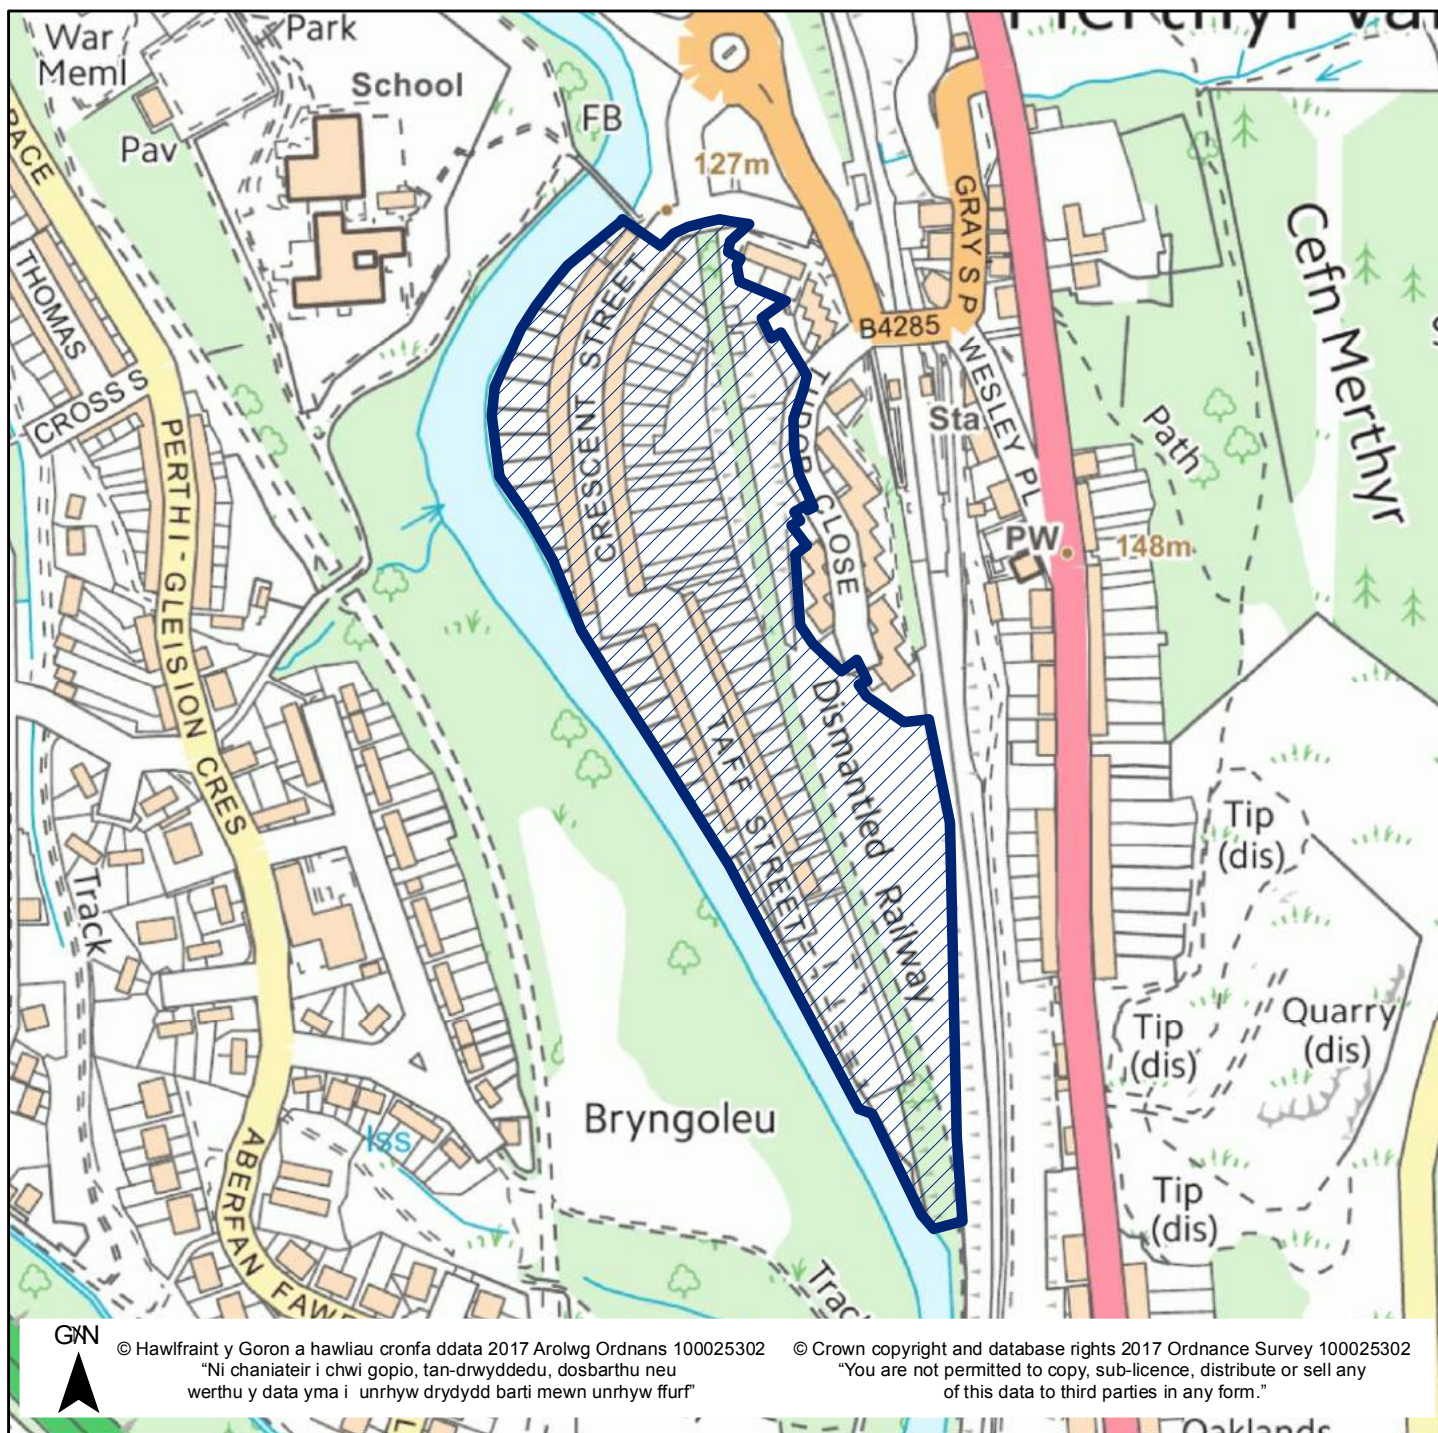 War
Meml
Park
School
Pav
FB
127m
THOMAS
CROSS S
PERTHI-GLEISION CRES
CRESCENT STREET
TAFF STREET
CLOSE
Dismantled Railway
B4285
GRAY S P
WESLEY PL
Sta
PW
148m
Path
Cefn Merthyr
Tip
(dis)
Tip
(dis)
Quarry
(dis)
Tip
(dis)
Track
Bryngoleu
Iss
ABERFAN FAW
G/N
© Hawlfraint y Goron a hawliau cronfa ddata 2017 Arolwg Ordnans 100025302
“Ni chaniateir i chwi gopio, tan-drwyddedu, dosbarthu neu
werthu y data yma i unrhyw drydydd barti mewn unrhyw ffurf”
© Crown copyright and database rights 2017 Ordnance Survey 100025302
“You are not permitted to copy, sub-licence, distribute or sell any
of this data to third parties in any form.”